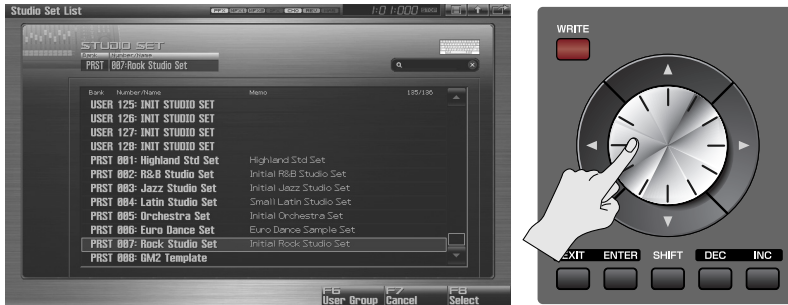 Studio Set List
STUDIO SET
Bank Number/Name
PRST 007:Rock Studio Set
Bank Number/Name Memo 135/136
USER 125: INIT STUDIO SET
USER 126: INIT STUDIO SET
USER 127: INIT STUDIO SET
USER 128: INIT STUDIO SET
PRST 001: Highland Std Set Highland Std Set
PRST 002: R&B Studio Set Initial R&B Studio Set
PRST 003: Jazz Studio Set Initial Jazz Studio Set
PRST 004: Latin Studio Set Small Latin Studio Set
PRST 005: Orchestra Set Initial Orchestra Set
PRST 006: Euro Dance Set Euro Dance Sample Set
PRST 007: Rock Studio Set Initial Rock Studio Set
PRST 008: GM2 Template
F6 F7 F8
User Group Cancel Select
WRITE
EXIT ENTER SHIFT DEC INC